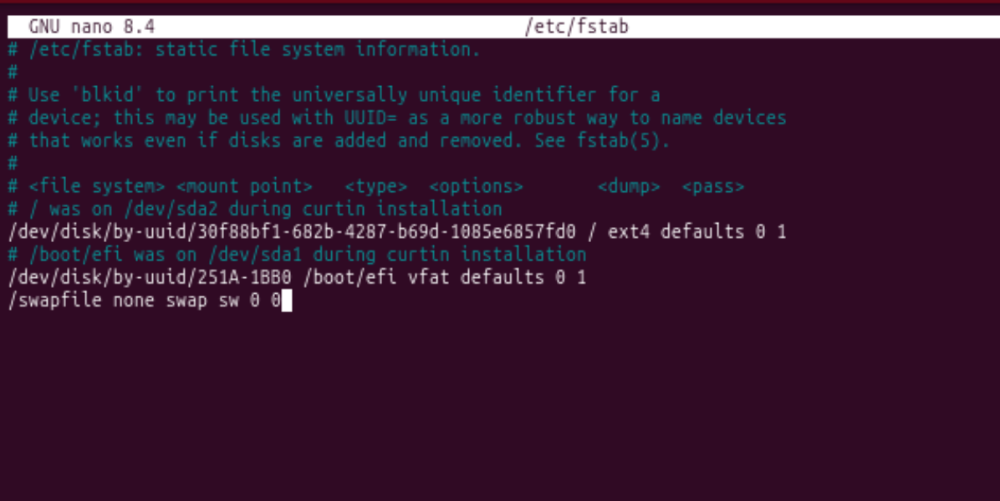 GNU nano 8.4 /etc/fstab
# /etc/fstab: static file system information.
#
# Use 'blkid' to print the universally unique identifier for a
# device; this may be used with UUID= as a more robust way to name devices
# that works even if disks are added and removed. See fstab(5).
#
# <file system> <mount point>   <type>  <options>       <dump>  <pass>
# / was on /dev/sda2 during curtin installation
/dev/disk/by-uuid/30f88bf1-682b-4287-b69d-1085e6857fd0 / ext4 defaults 0 1
# /boot/efi was on /dev/sda1 during curtin installation
/dev/disk/by-uuid/251A-1BB0 /boot/efi vfat defaults 0 1
/swapfile none swap sw 0 0